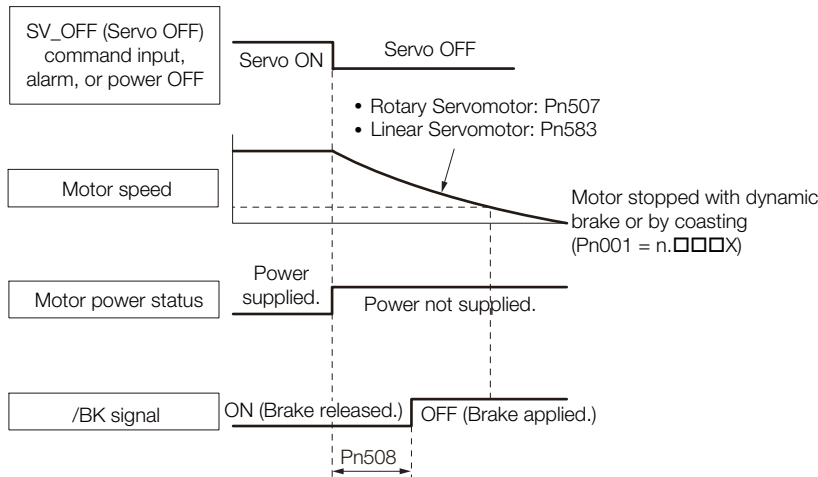 SV_OFF (Servo OFF)
command input,
alarm, or power OFF
Servo ON
Servo OFF
• Rotary Servomotor: Pn507
• Linear Servomotor: Pn583
Motor speed
Motor stopped with dynamic
brake or by coasting
(Pn001 = n.□□□X)
Motor power status
Power
supplied.
Power not supplied.
/BK signal
ON (Brake released.)
OFF (Brake applied.)
Pn508